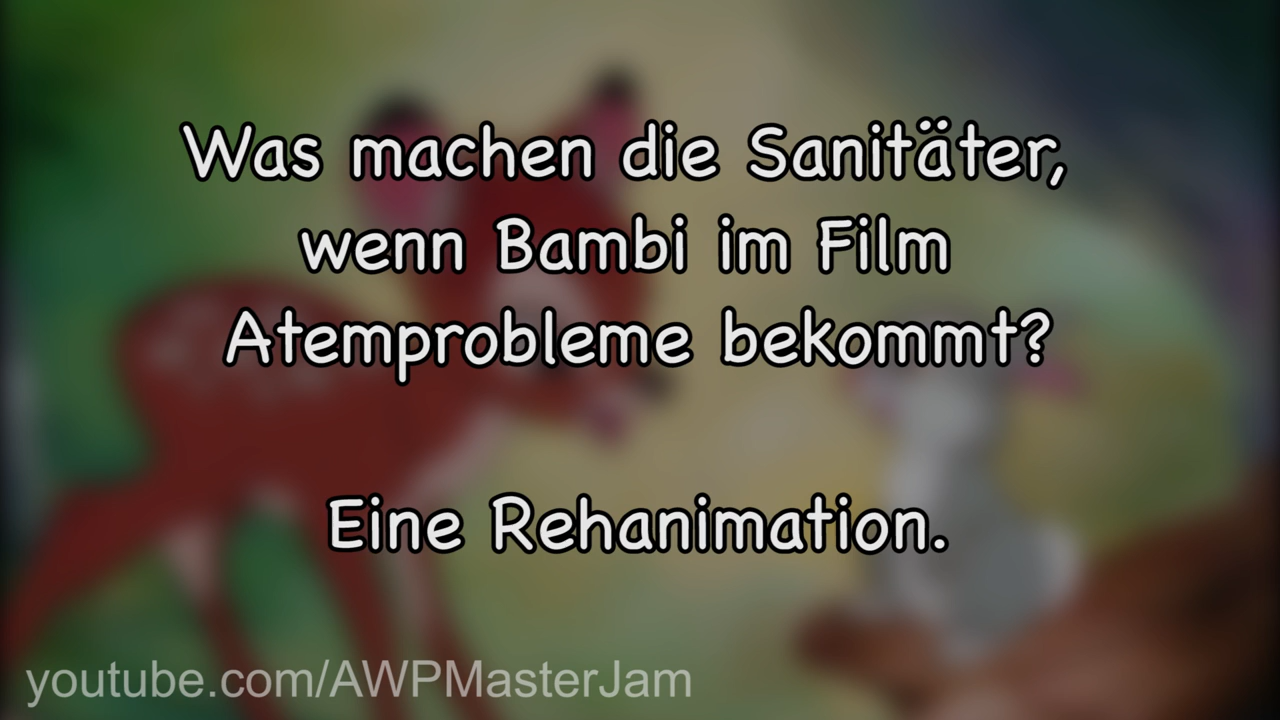 Was machen die Sanitäter,
wenn Bambi im Film
Atemprobleme bekommt?
Eine Rehanimation.
youtube.com/AWPMasterJam